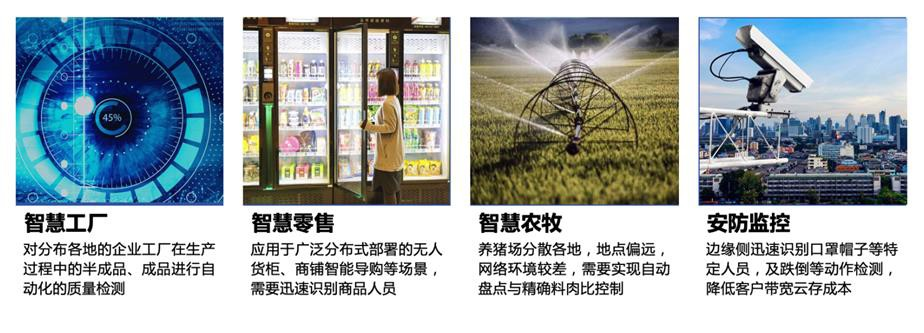 45%
智慧工厂
对分布各地的企业工厂在生产
过程中的半成品、成品进行自
动化的质量检测
智慧零售
应用于广泛分布式部署的无人
货柜、商铺智能导购等场景，
需要迅速识别商品人员
智慧农牧
养猪场分散各地，地点偏远，
网络环境较差，需要实现自动
盘点与精确料肉比控制
安防监控
边缘侧迅速识别口罩帽子等特
定人员，及跌倒等动作检测，
降低客户带宽云存成本